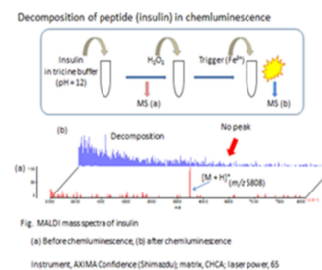 Decomposition of peptide (insulin) in chemluminescence
Insulin
in tricine buffer
(pH = 12)
H₂O₂
Trigger (Fe²⁺)
MS (a)
MS (b)
(b)
Decomposition
No peak
(a)
[M + H]⁺
(m/z 5808)
Fig. MALDI mass spectra of insulin
(a) Before chemluminescence, (b) after chemluminescence
Instrument, AXIMA Confidence (Shimadzu); matrix, CHCA; laser power, 65